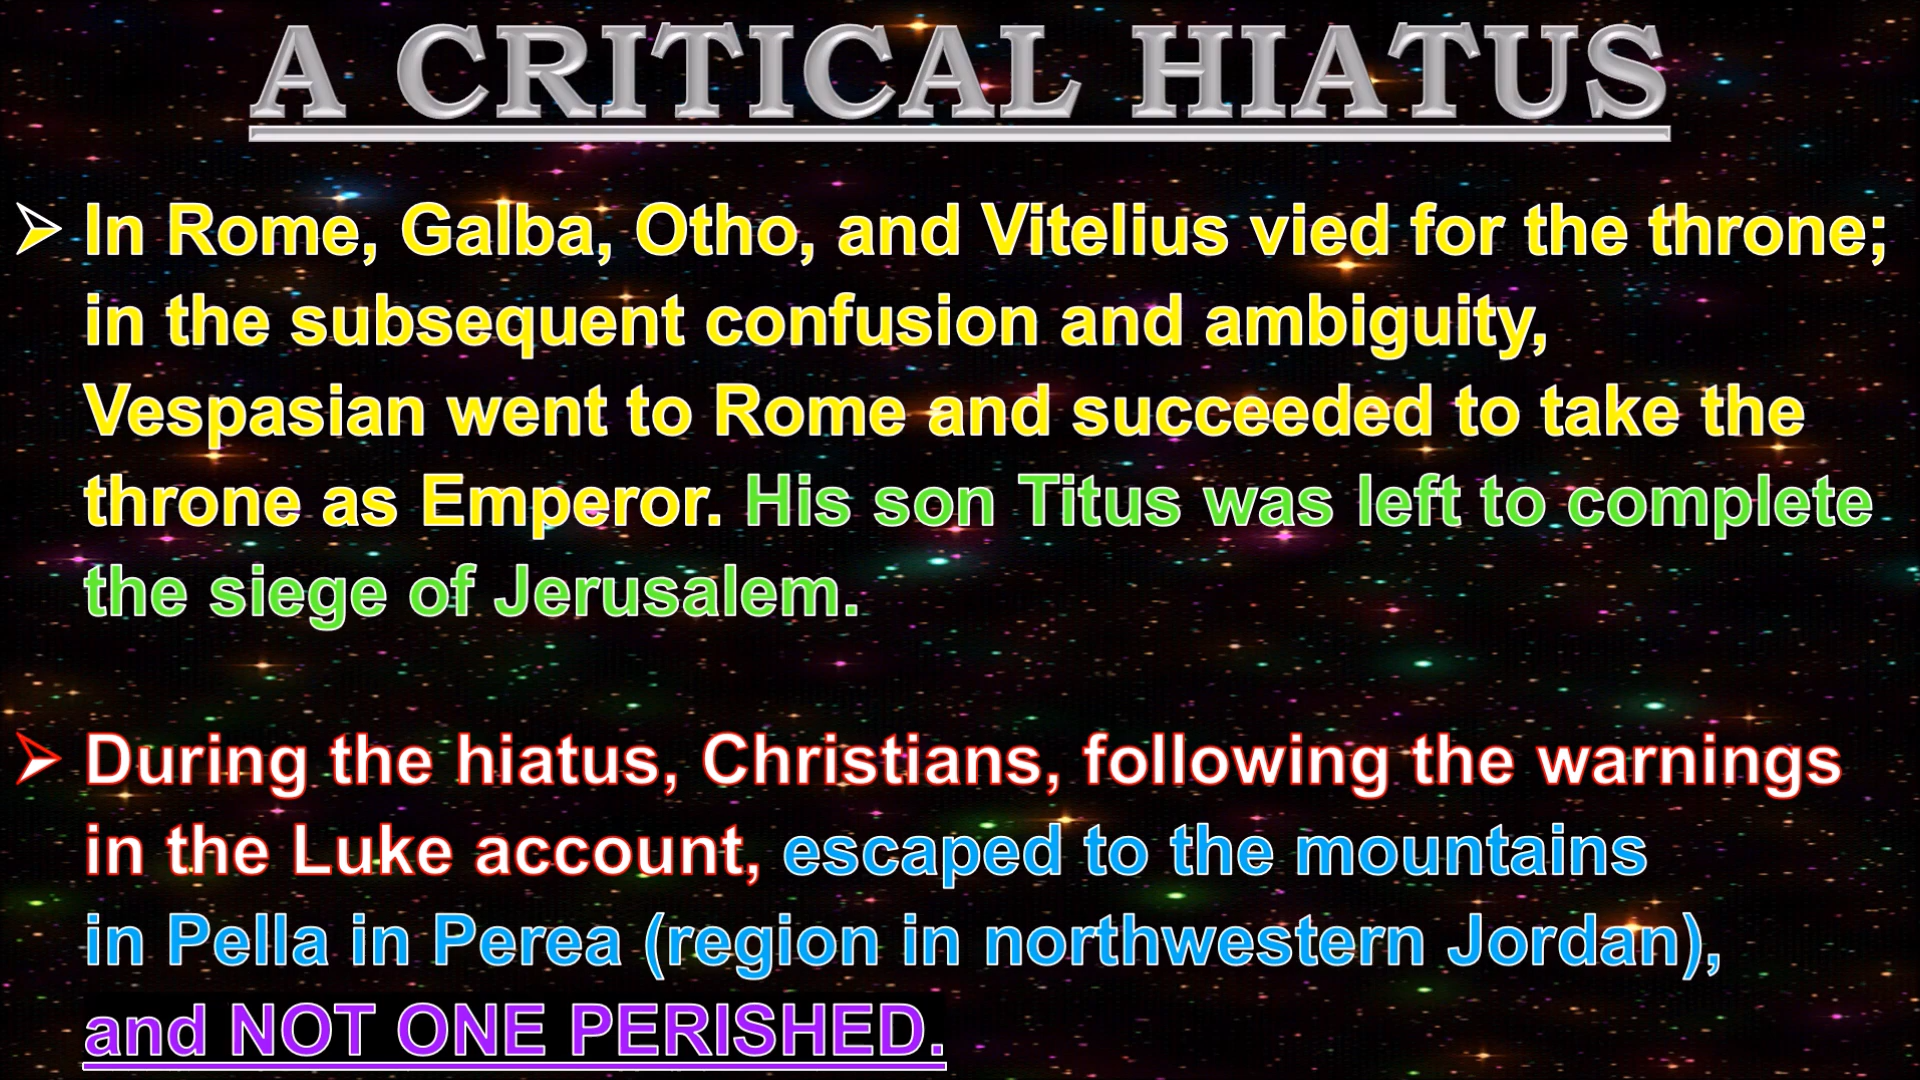 A CRITICAL HIATUS
In Rome, Galba, Otho, and Vitelius vied for the throne;
in the subsequent confusion and ambiguity,
Vespasian went to Rome and succeeded to take the
throne as Emperor. His son Titus was left to complete
the siege of Jerusalem.
During the hiatus, Christians, following the warnings
in the Luke account, escaped to the mountains
in Pella in Perea (region in northwestern Jordan),
and NOT ONE PERISHED.